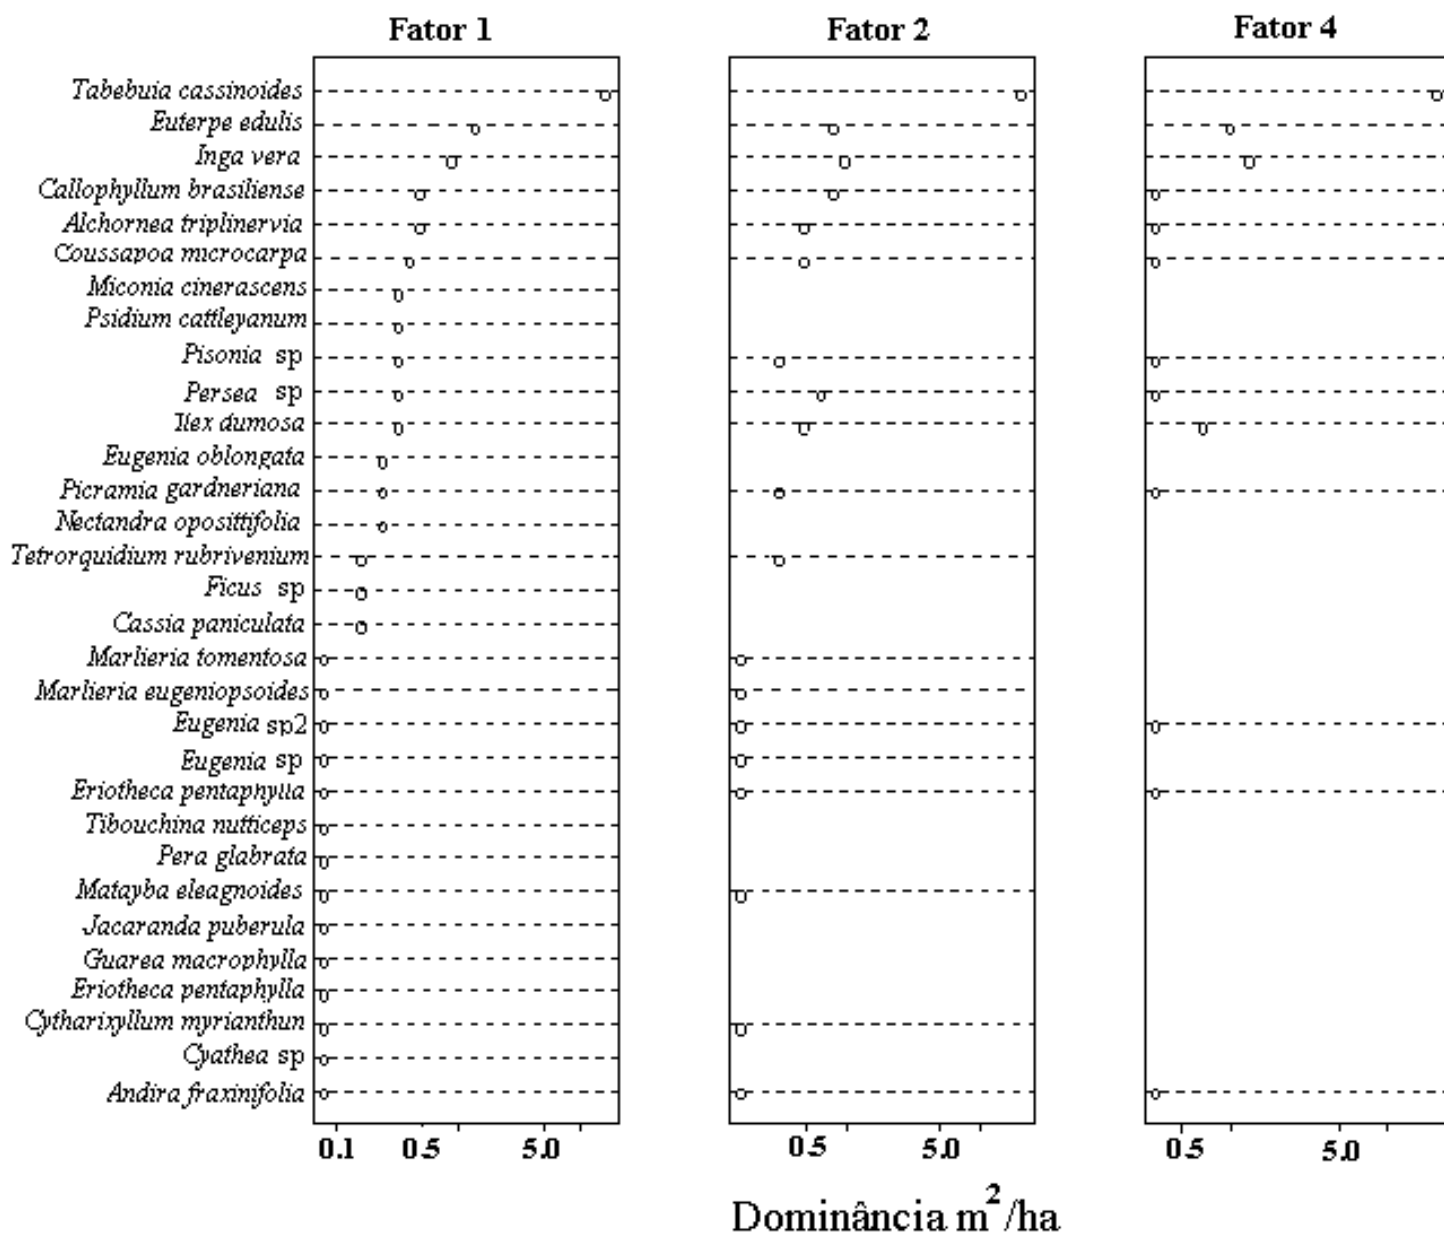 Fator 1 Fator 2 Fator 4
Tabebuia cassinoides
Euterpe edulis
Inga vera
Callophyllum brasiliense
Alchornea triplinervia
Coussapoa microcarpa
Miconia cinerascens
Psidium cattleyanum
Pisonia sp
Persea sp
Ilex dumosa
Eugenia oblongata
Picramia gardneriana
Nectandra oposittifolia
Tetrorquidium rubrivenium
Ficus sp
Cassia paniculata
Marlieria tomentosa
Marlieria eugeniopsoides
Eugenia sp2
Eugenia sp
Eriotheca pentaphylla
Tibouchina nutticeps
Pera glabrata
Matayba eleagnoides
Jacaranda puberula
Guarea macrophylla
Eriotheca pentaphylla
Cytharixyllum myrianthun
Cyathea sp
Andira fraxinifolia
0.1 0.5 5.0 0.5 5.0 0.5 5.0
Dominância m²/ha